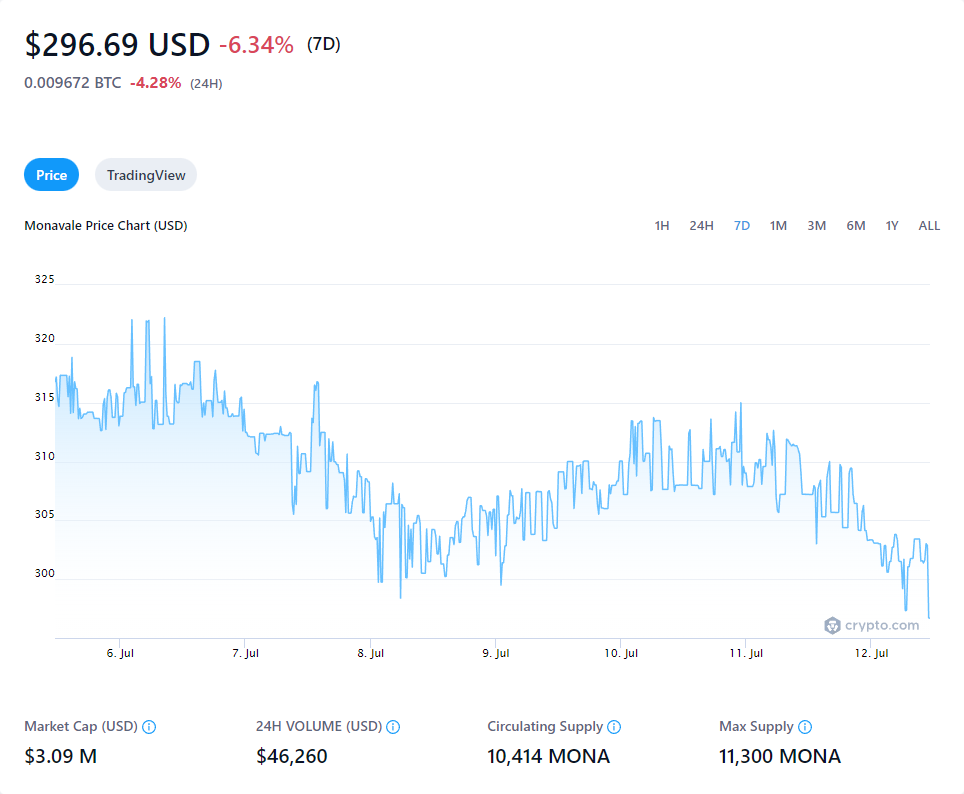 $296.69 USD -6.34% (7D)
0.009672 BTC -4.28% (24H)
Price TradingView
Monavale Price Chart (USD) 1H 24H 7D 1M 3M 6M 1Y ALL
325
320
315
310
305
300
crypto.com
6. Jul 7. Jul 8. Jul 9. Jul 10. Jul 11. Jul 12. Jul
Market Cap (USD) 24H VOLUME (USD) Circulating Supply Max Supply
$3.09 M $46,260 10,414 MONA 11,300 MONA